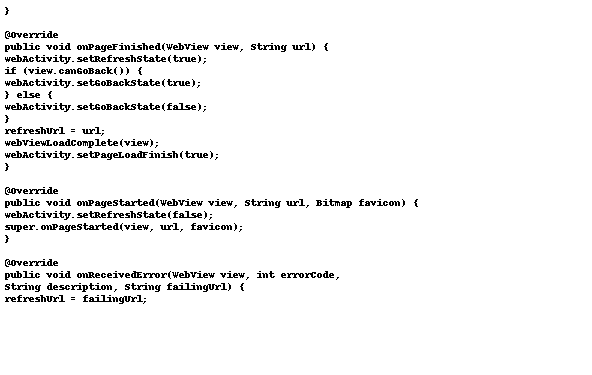 }
@Override
public void onPageFinished(WebView view, String url) {
webActivity.setRefreshState(true);
if (view.canGoBack()) {
webActivity.setGoBackState(true);
} else {
webActivity.setGoBackState(false);
}
refreshUrl = url;
webViewLoadComplete(view);
webActivity.setPageLoadFinish(true);
}
@Override
public void onPageStarted(WebView view, String url, Bitmap favicon) {
webActivity.setRefreshState(false);
super.onPageStarted(view, url, favicon);
}
@Override
public void onReceivedError(WebView view, int errorCode,
String description, String failingUrl) {
refreshUrl = failingUrl;